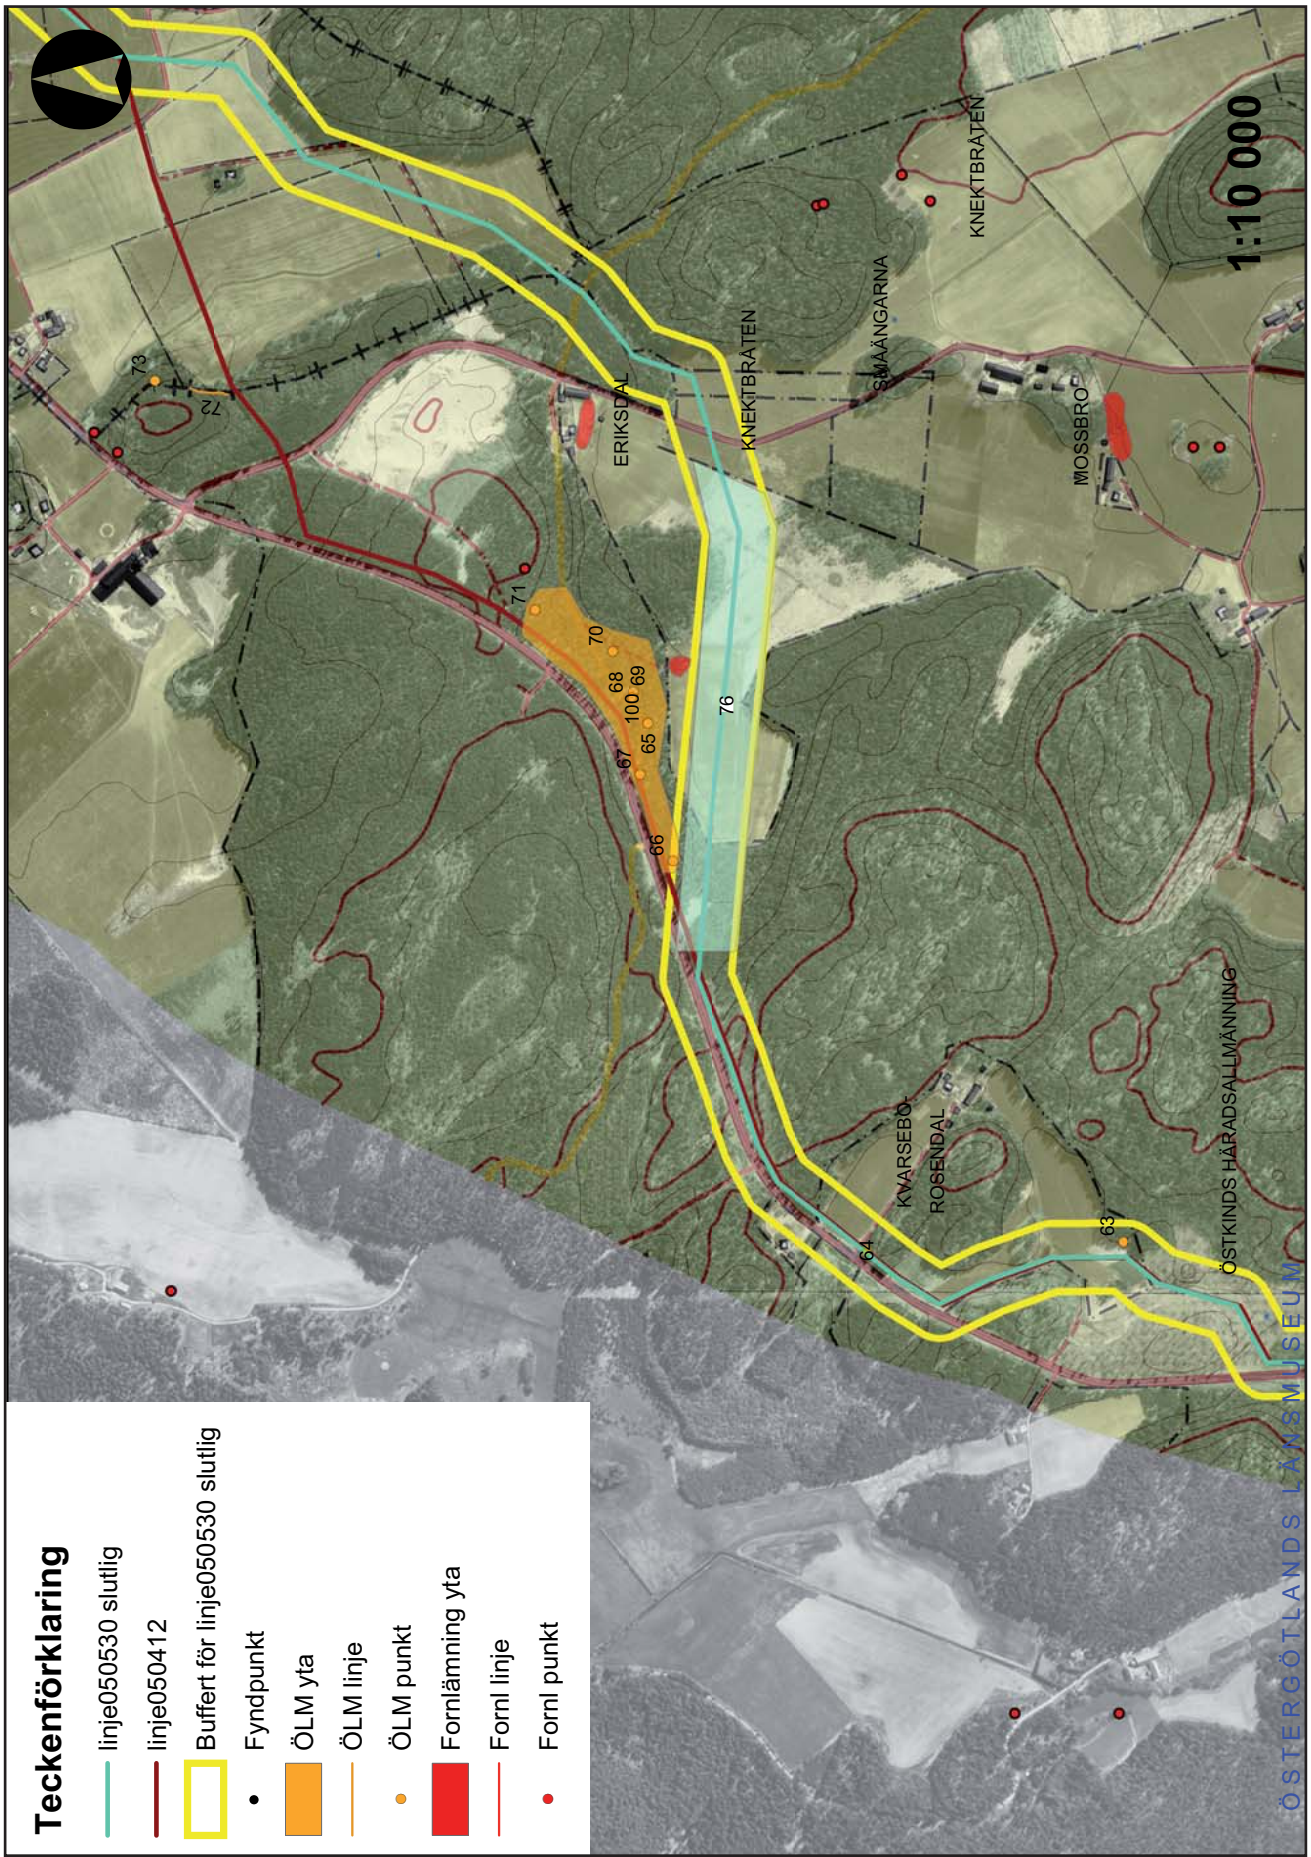 Teckenförklaring
linje050530 slutlig
linje050412
Buffert för linje050530 slutlig
Fyndpunkt
ÖLM yta
ÖLM linje
ÖLM punkt
Fornlämning yta
Fornl linje
Fornl punkt
73
72
71
70
69
68
100
65
67
66
76
64
63
ERIKSDAL
KNEKTBRÅTEN
SMÅÄNGARNA
KNEKTBRÅTEN
MOSSBRO
KVARSEBO-
ROSENDAL
ÖSTKINDS HÄRADSALLMÄNNING
1:10 000
ÖSTERGÖTLANDS LÄNSMUSEUM